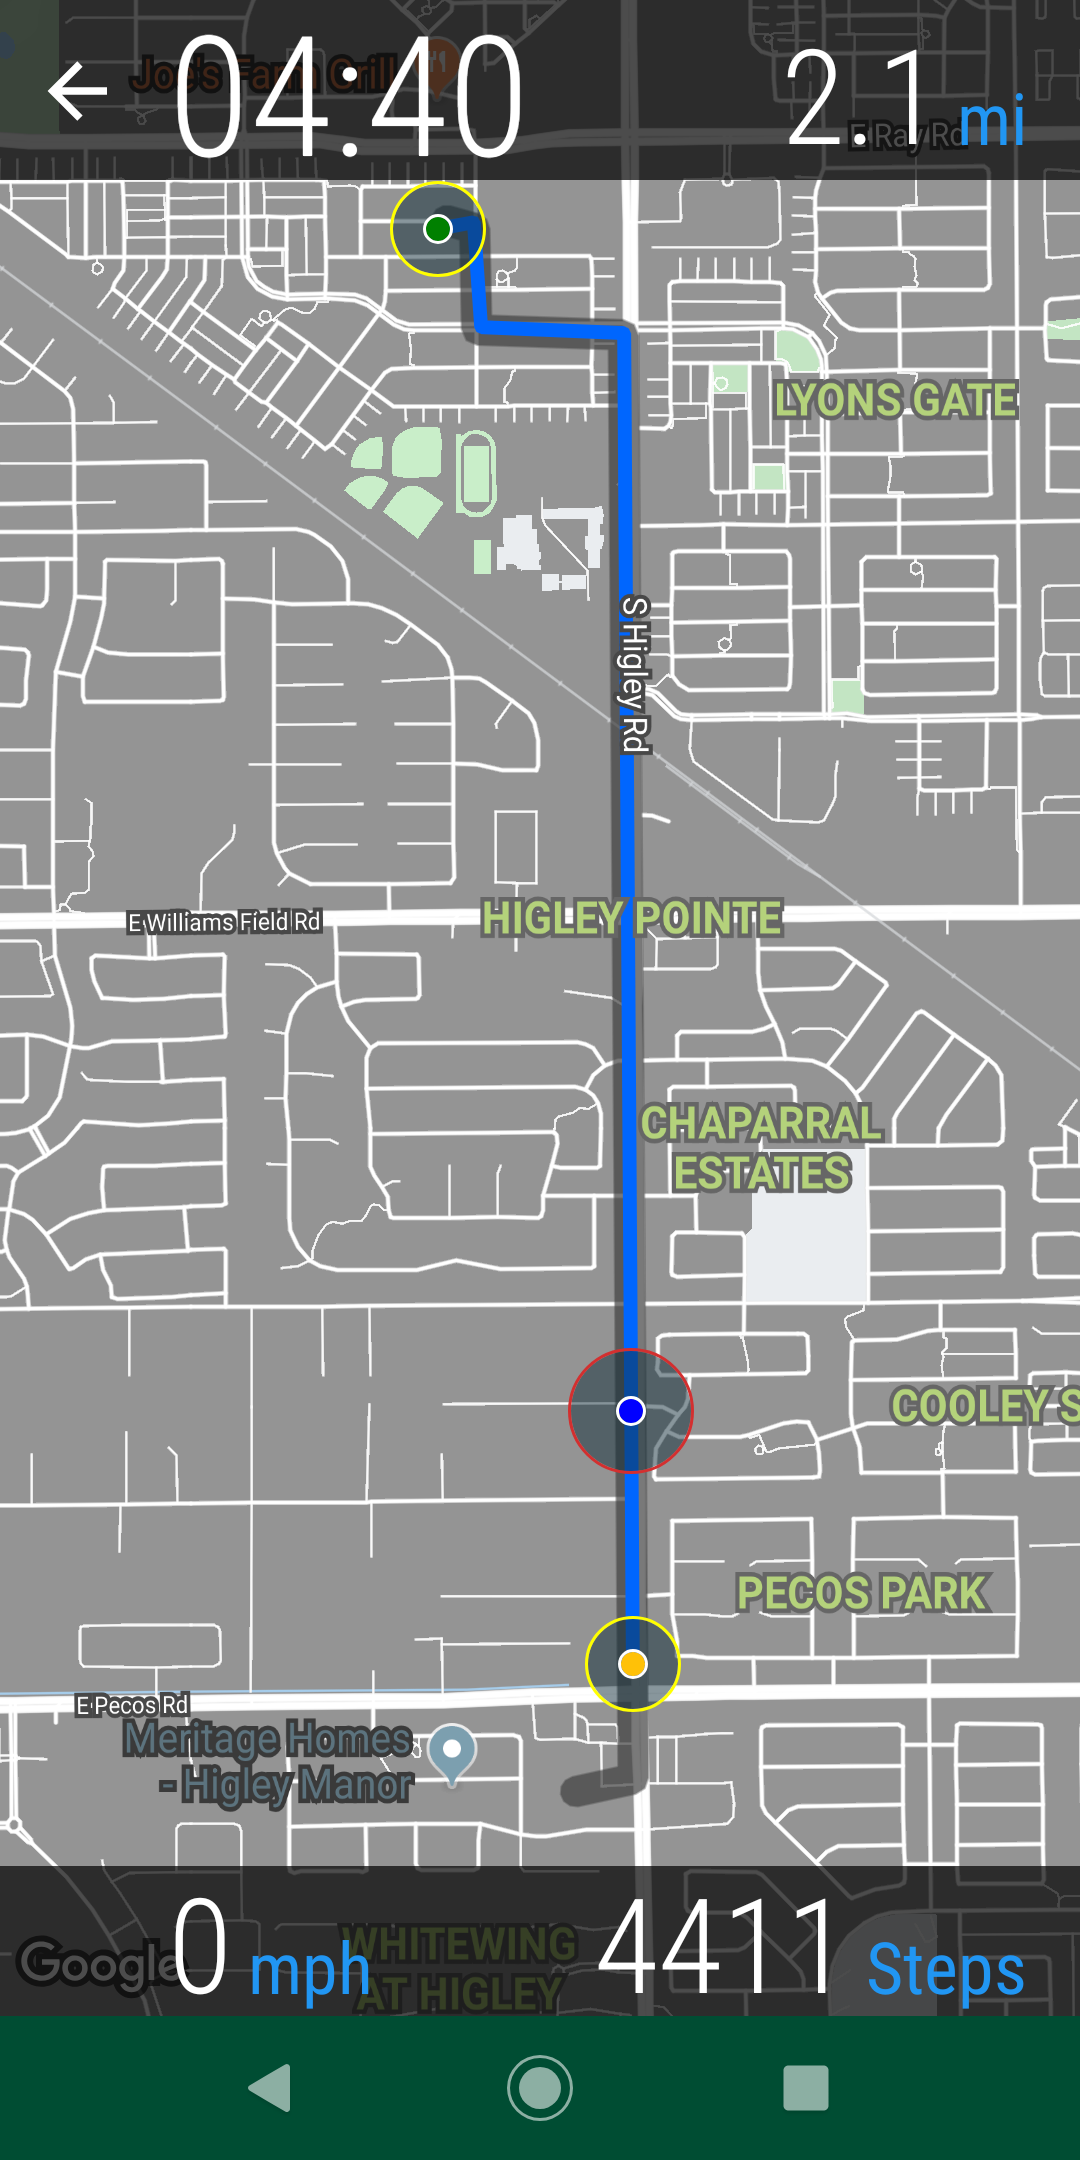 Joe's Farm Grill
04:40
2.1 mi
E Ray Rd
LYONS GATE
S Higley Rd
E Williams Field Rd
HIGLEY POINTE
CHAPARRAL
ESTATES
COOLEY S
PECOS PARK
E Pecos Rd
Meritage Homes
- Higley Manor
0 mph
4411 Steps
Google
WHITEWING
AT HIGLEY